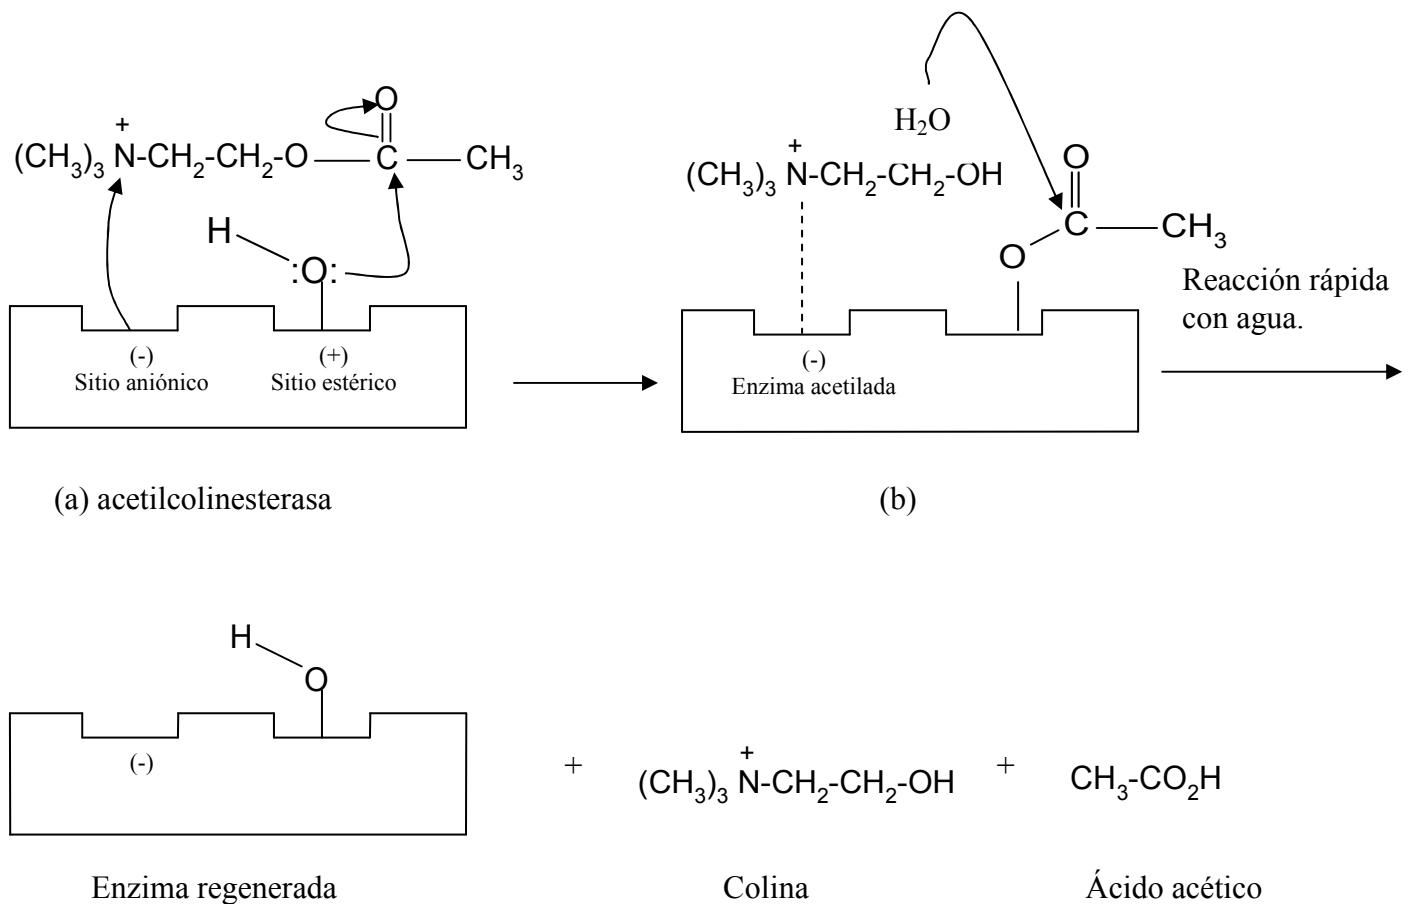 O
+
(CH3)3 N-CH2-CH2-O C CH3
H
:O:
(-)
(+)
Sitio aniónico
Sitio estérico
(a) acetilcolinesterasa
H2O
+
(CH3)3 N-CH2-CH2-OH
O
C CH3
O
(-)
Enzima acetilada
Reacción rápida
con agua.
(b)
H
O
(-)
+
+
(CH3)3 N-CH2-CH2-OH
+
CH3-CO2H
Enzima regenerada
Colina
Ácido acético